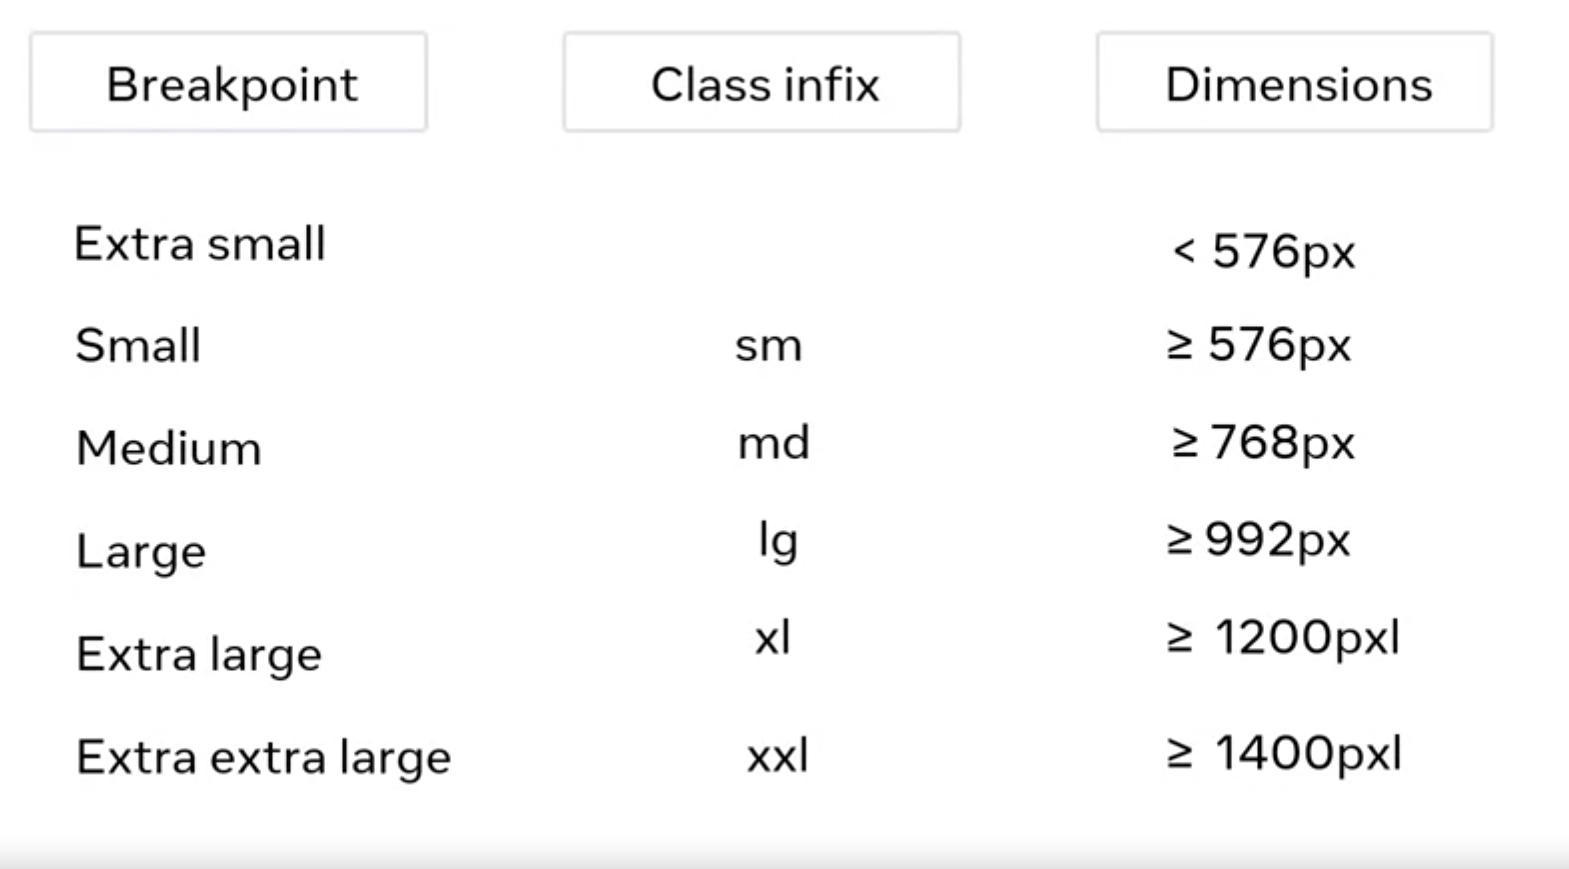 Breakpoint Class infix Dimensions
Extra small < 576px
Small sm ≥ 576px
Medium md ≥ 768px
Large lg ≥ 992px
Extra large xl ≥ 1200pxl
Extra extra large xxl ≥ 1400pxl